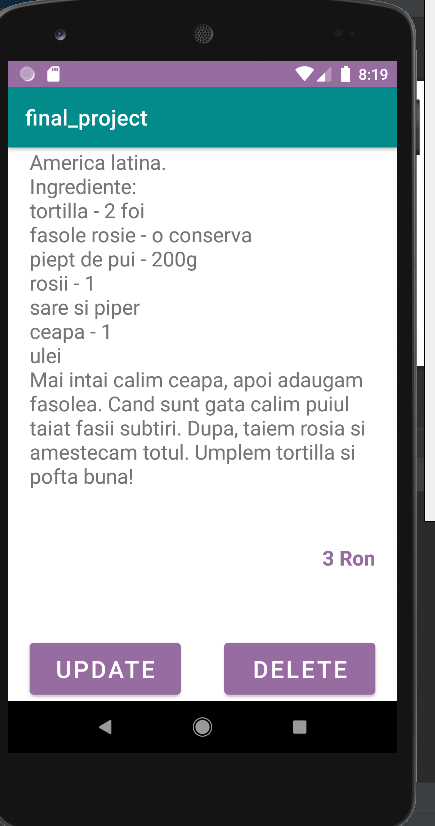 8:19
final_project
America latina.
Ingrediente:
tortilla - 2 foi
fasole rosie - o conserva
piept de pui - 200g
rosii - 1
sare si piper
ceapa - 1
ulei
Mai intai calim ceapa, apoi adaugam
fasolea. Cand sunt gata calim puiul
taiat fasii subtiri. Dupa, taiem rosia si
amestecam totul. Umplem tortilla si
pofta buna!
3 Ron
UPDATE DELETE